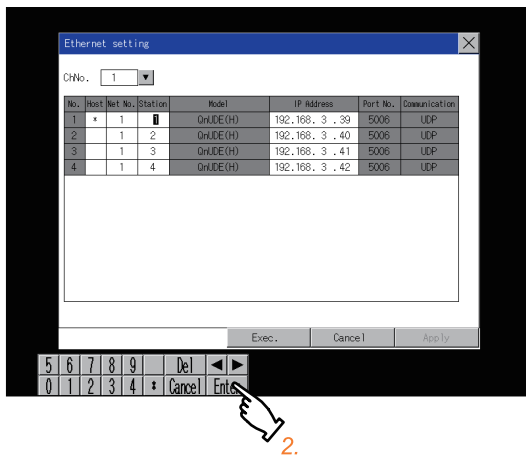 Ethernet setting
ChNo. 1
No. Host Net No. Station Model IP Address Port No. Communication
1 * 1 1 QnUDE(H) 192.168. 3 . 39 5006 UDP
2 1 2 QnUDE(H) 192.168. 3 . 40 5006 UDP
3 1 3 QnUDE(H) 192.168. 3 . 41 5006 UDP
4 1 4 QnUDE(H) 192.168. 3 . 42 5006 UDP
Exec. Cancel Apply
5 6 7 8 9 Del ◀ ▶
0 1 2 3 4 * Cancel Enter
2.